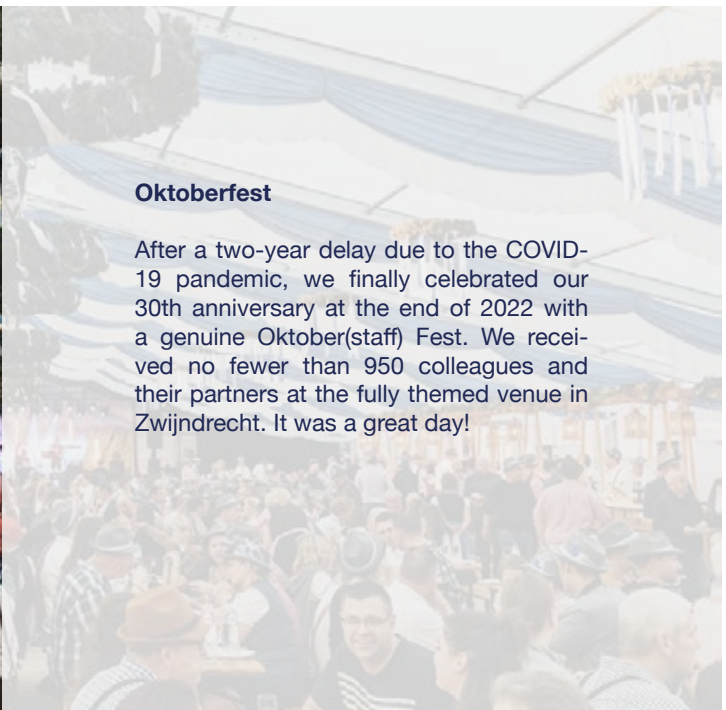 Oktoberfest
After a two-year delay due to the COVID-
19 pandemic, we finally celebrated our
30th anniversary at the end of 2022 with
a genuine Oktober(staff) Fest. We recei-
ved no fewer than 950 colleagues and
their partners at the fully themed venue in
Zwijndrecht. It was a great day!